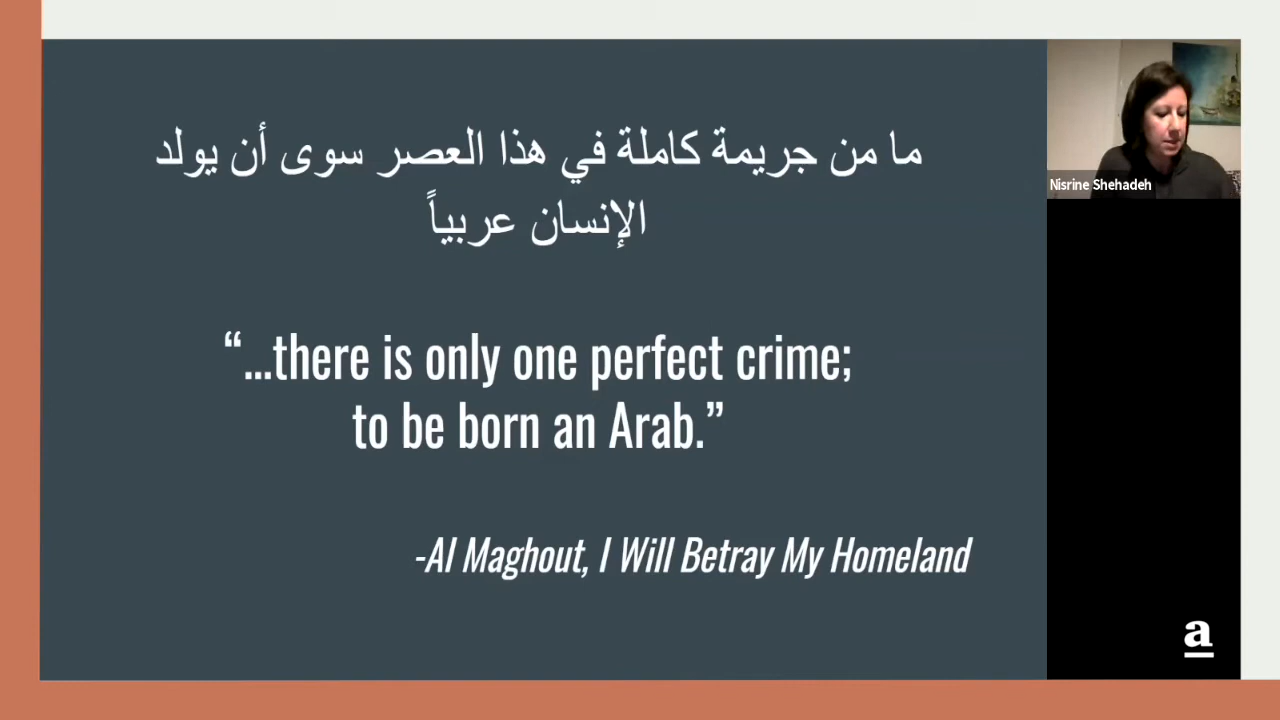 ما من جريمة كاملة في هذا العصر سوى أن يولد
الإنسان عربياً
“...there is only one perfect crime;
to be born an Arab.”
-Al Maghout, I Will Betray My Homeland
Nisrine Shehadeh
a